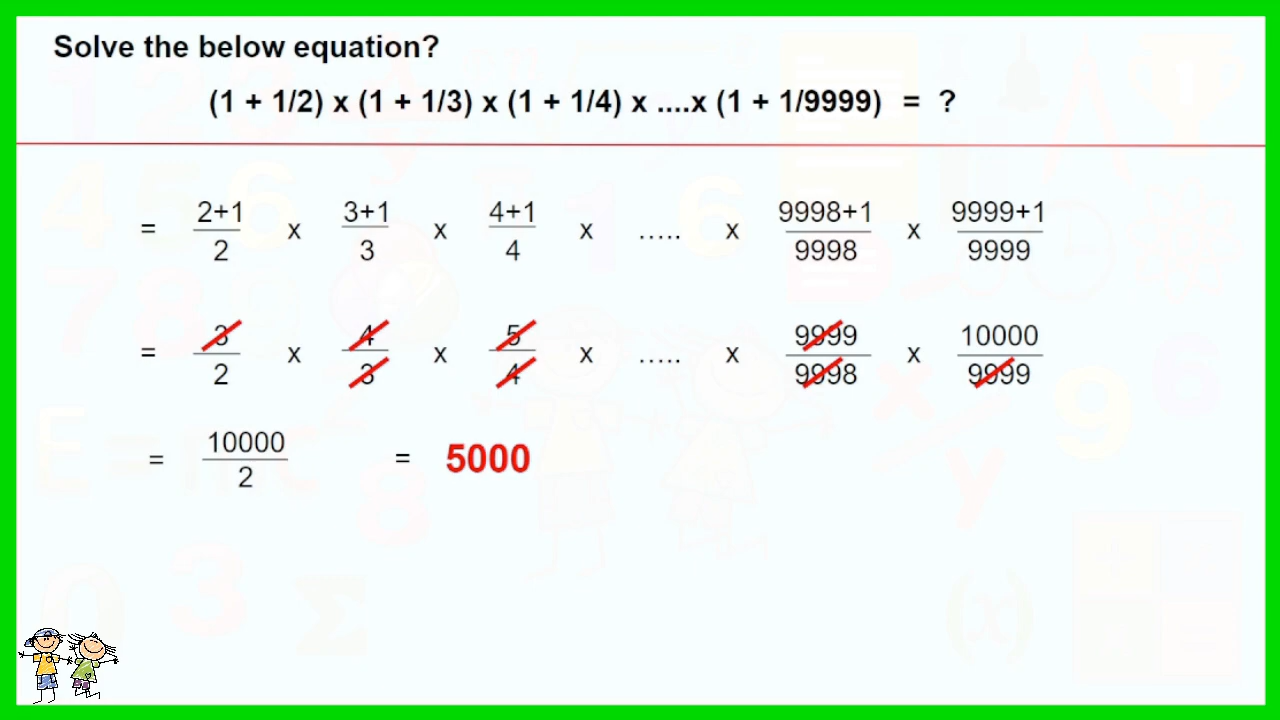 Solve the below equation?
(1 + 1/2) x (1 + 1/3) x (1 + 1/4) x ....x (1 + 1/9999) = ?
= 2+1/2 x 3+1/3 x 4+1/4 x ..... x 9998+1/9998 x 9999+1/9999
= 3/2 x 4/3 x 5/4 x ..... x 9999/9998 x 10000/9999
= 10000/2 = 5000